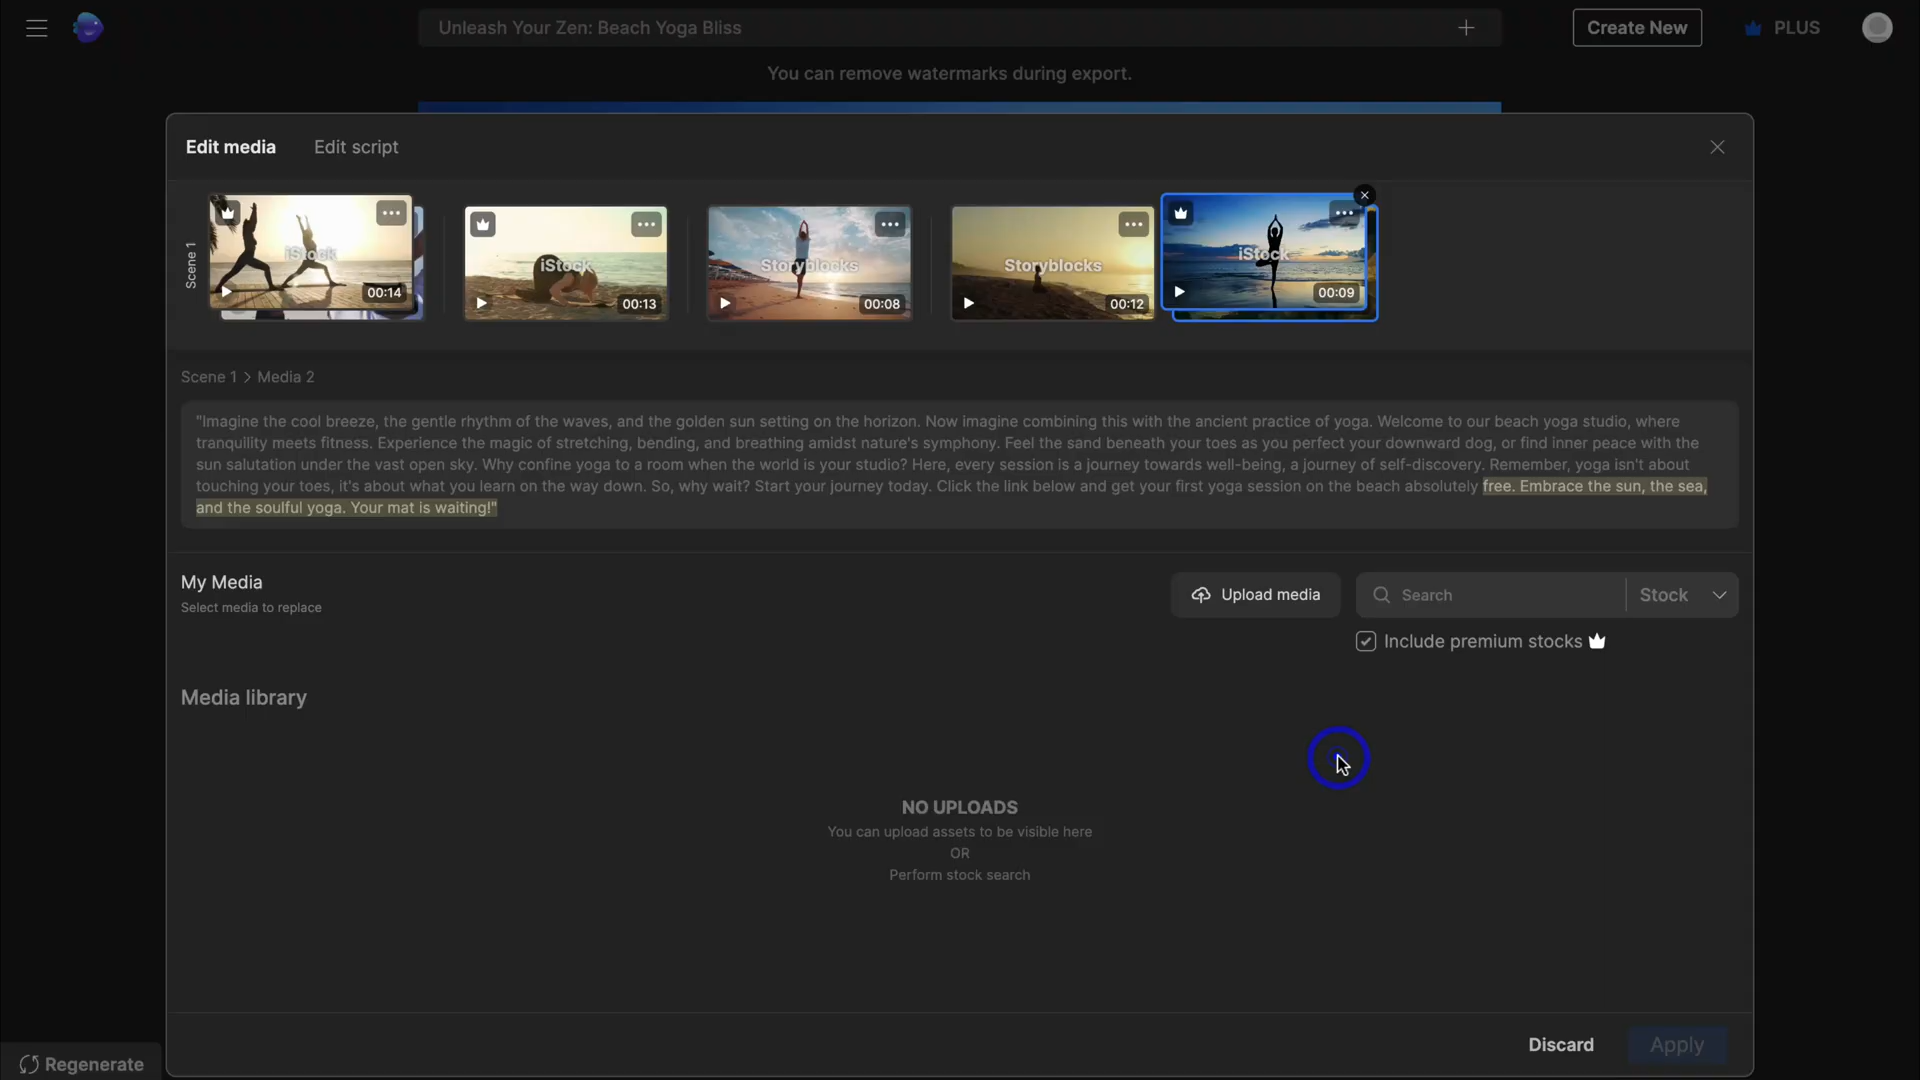 Unleash Your Zen: Beach Yoga Bliss
Create New
PLUS
You can remove watermarks during export.
Edit media
Edit script
Scene 1
iStock
00:14
iStock
00:13
Storyblocks
00:08
Storyblocks
00:12
iStock
00:09
Scene 1 > Media 2
"Imagine the cool breeze, the gentle rhythm of the waves, and the golden sun setting on the horizon. Now imagine combining this with the ancient practice of yoga. Welcome to our beach yoga studio, where
tranquility meets fitness. Experience the magic of stretching, bending, and breathing amidst nature's symphony. Feel the sand beneath your toes as you perfect your downward dog, or find inner peace with the
sun salutation under the vast open sky. Why confine yoga to a room when the world is your studio? Here, every session is a journey towards well-being, a journey of self-discovery. Remember, yoga isn't about
touching your toes, it's about what you learn on the way down. So, why wait? Start your journey today. Click the link below and get your first yoga session on the beach absolutely free. Embrace the sun, the sea,
and the soulful yoga. Your mat is waiting!"
My Media
Select media to replace
Upload media
Search
Stock
Include premium stocks
Media library
NO UPLOADS
You can upload assets to be visible here
OR
Perform stock search
Discard
Apply
Regenerate